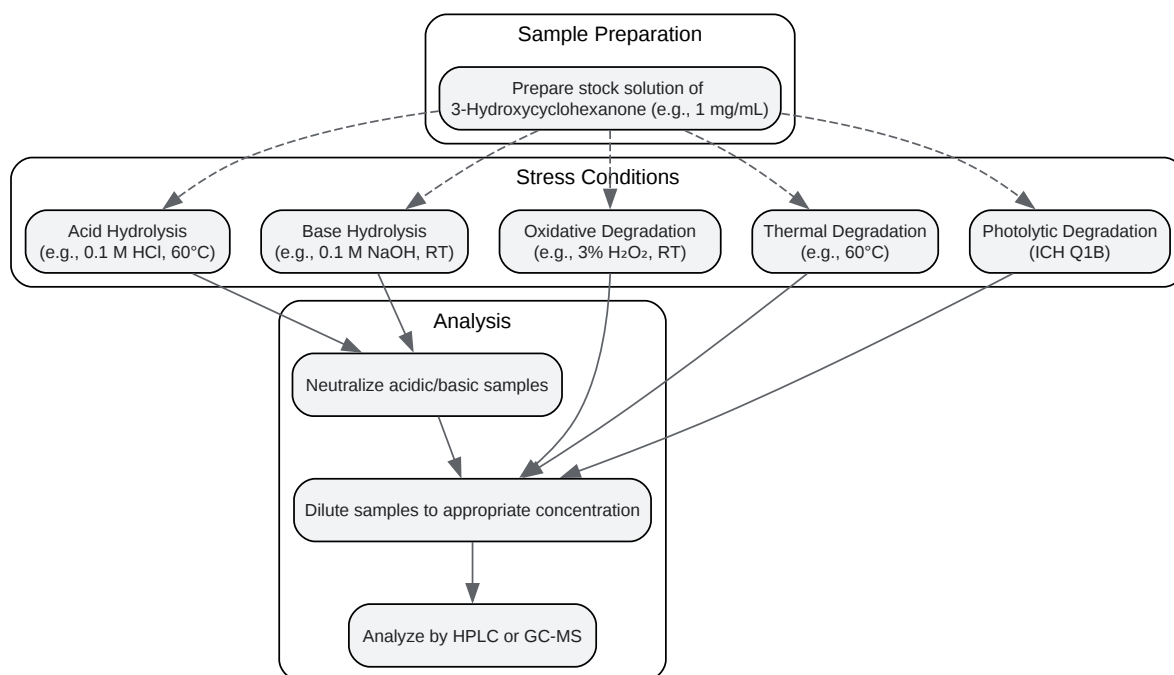 Sample Preparation
Prepare stock solution of
3-Hydroxycyclohexanone (e.g., 1 mg/mL)
Stress Conditions
Acid Hydrolysis
(e.g., 0.1 M HCl, 60°C)
Base Hydrolysis
(e.g., 0.1 M NaOH, RT)
Oxidative Degradation
(e.g., 3% H₂O₂, RT)
Thermal Degradation
(e.g., 60°C)
Photolytic Degradation
(ICH Q1B)
Analysis
Neutralize acidic/basic samples
Dilute samples to appropriate concentration
Analyze by HPLC or GC-MS